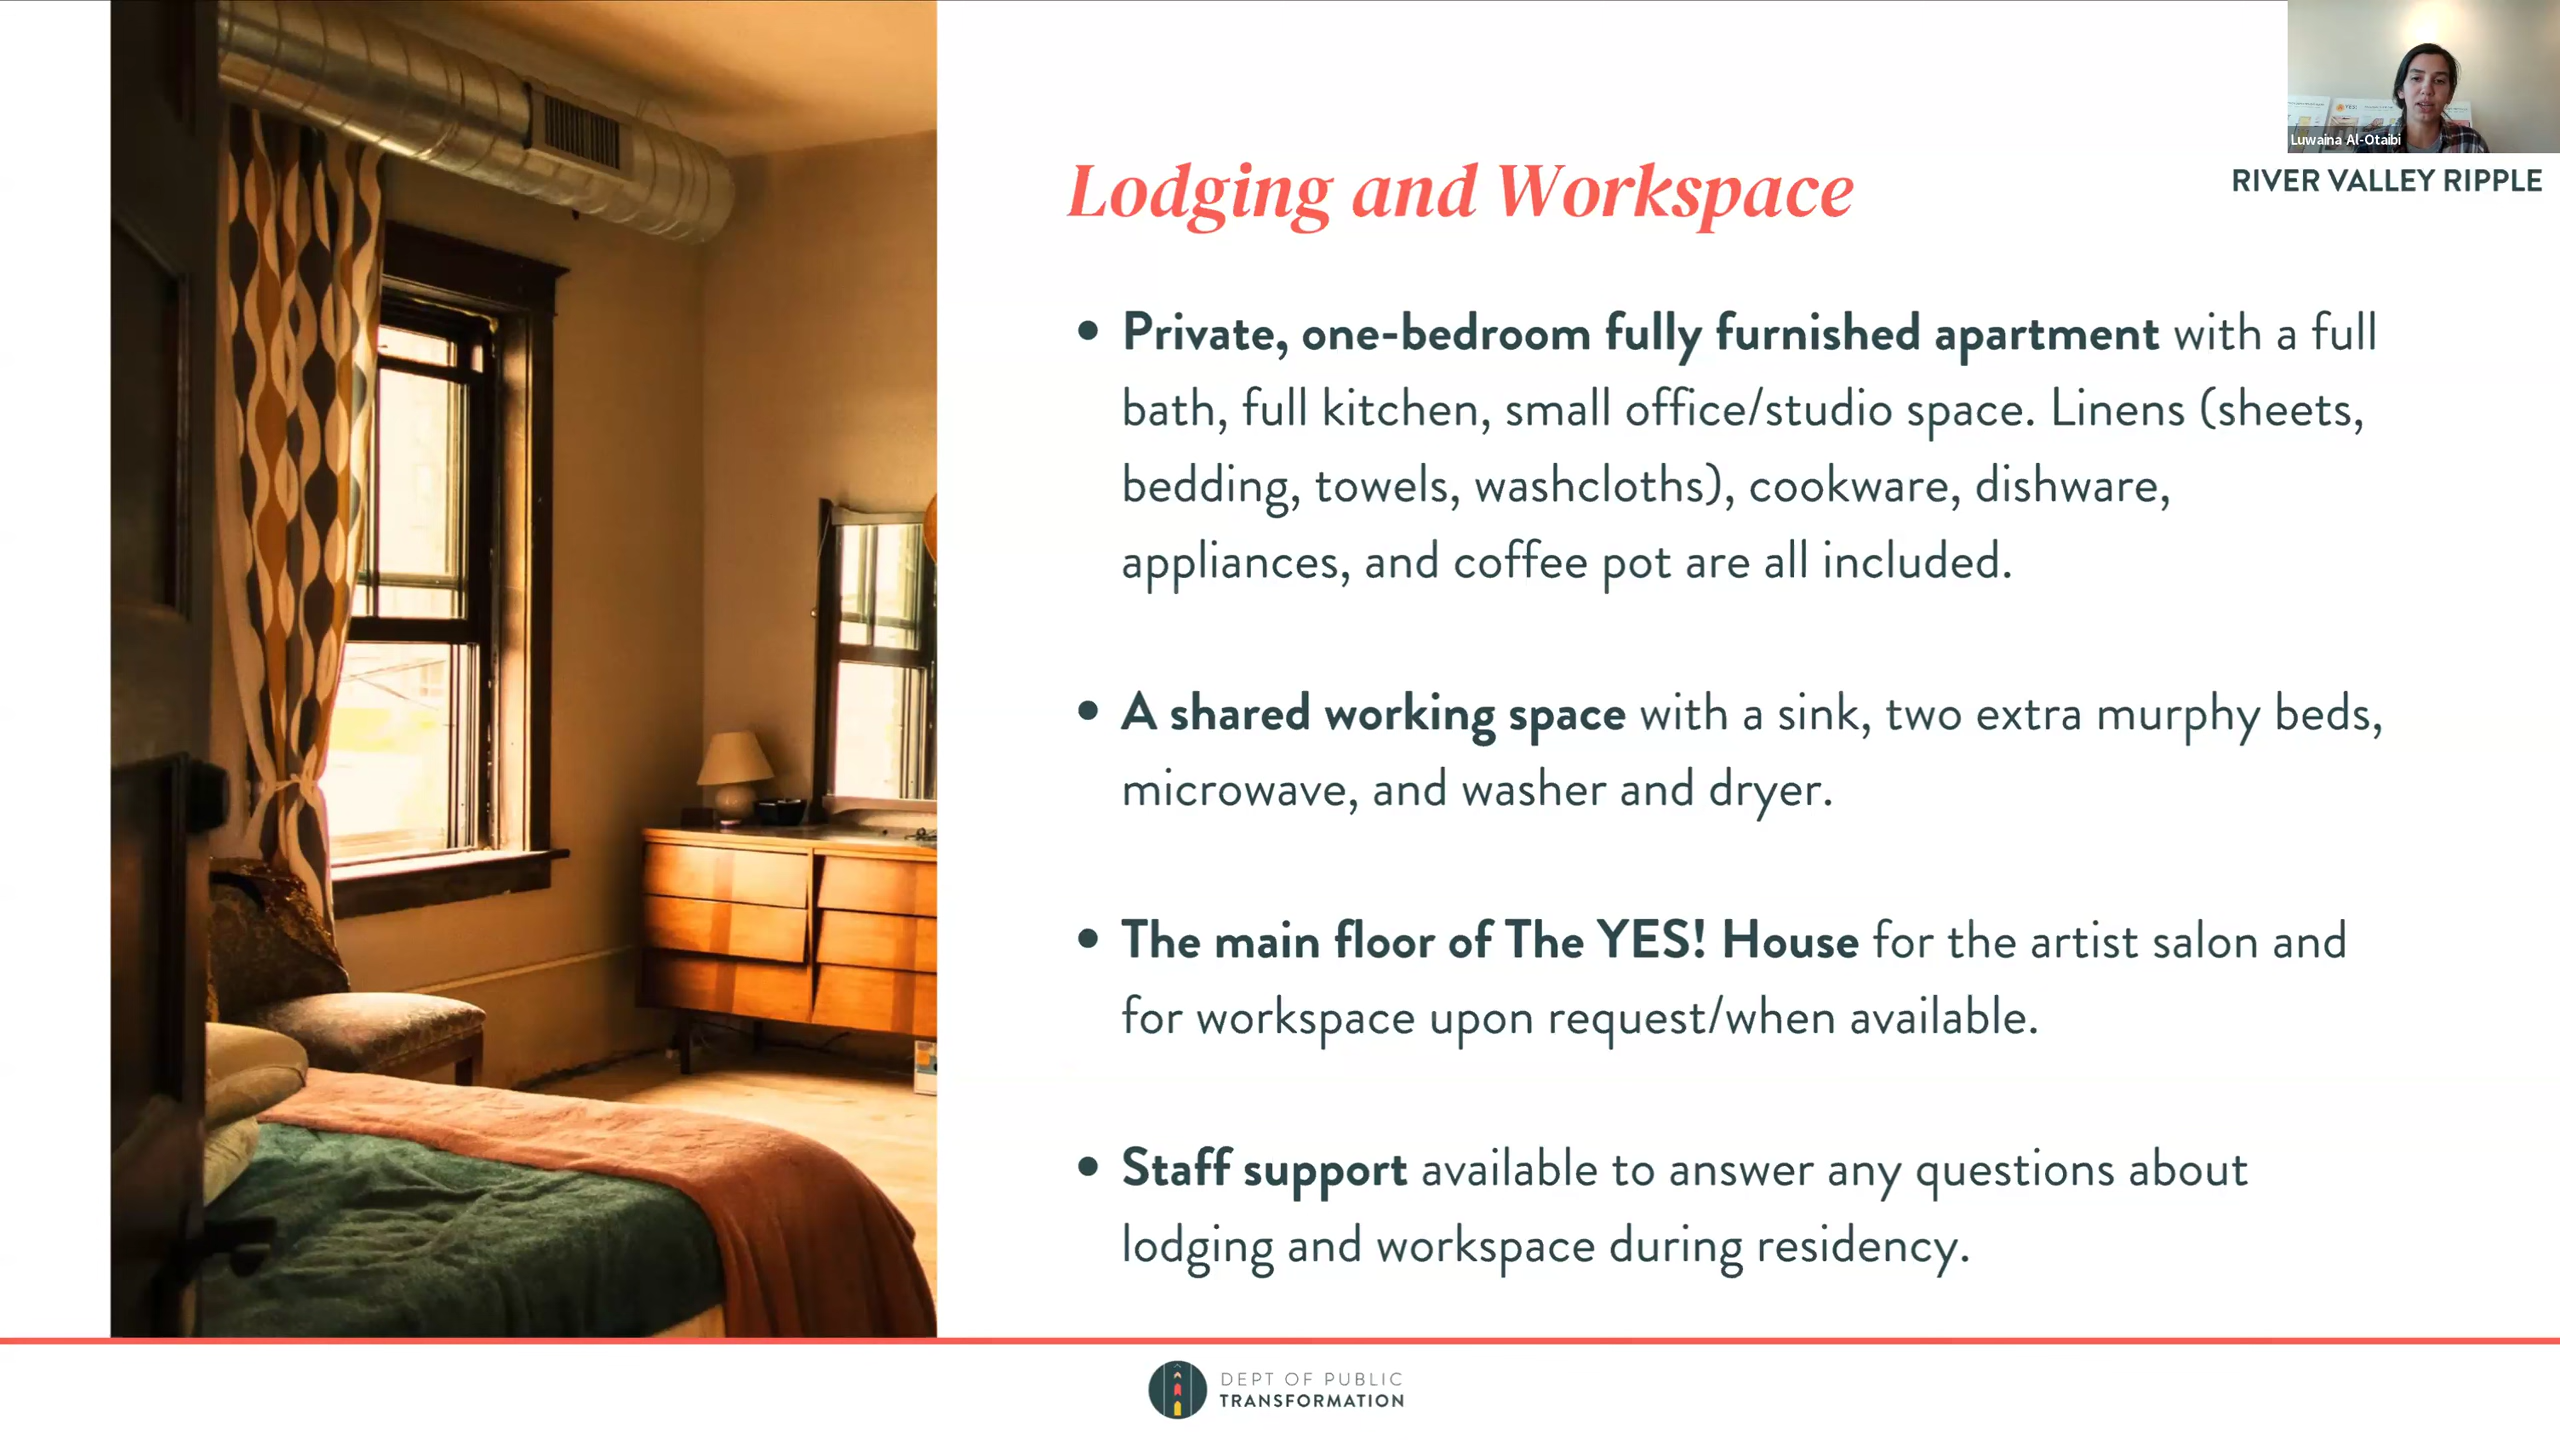 Luwaina Al-Otaibi
RIVER VALLEY RIPPLE
Lodging and Workspace
• Private, one-bedroom fully furnished apartment with a full
bath, full kitchen, small office/studio space. Linens (sheets,
bedding, towels, washcloths), cookware, dishware,
appliances, and coffee pot are all included.
• A shared working space with a sink, two extra murphy beds,
microwave, and washer and dryer.
• The main floor of The YES! House for the artist salon and
for workspace upon request/when available.
• Staff support available to answer any questions about
lodging and workspace during residency.
DEPT OF PUBLIC
TRANSFORMATION